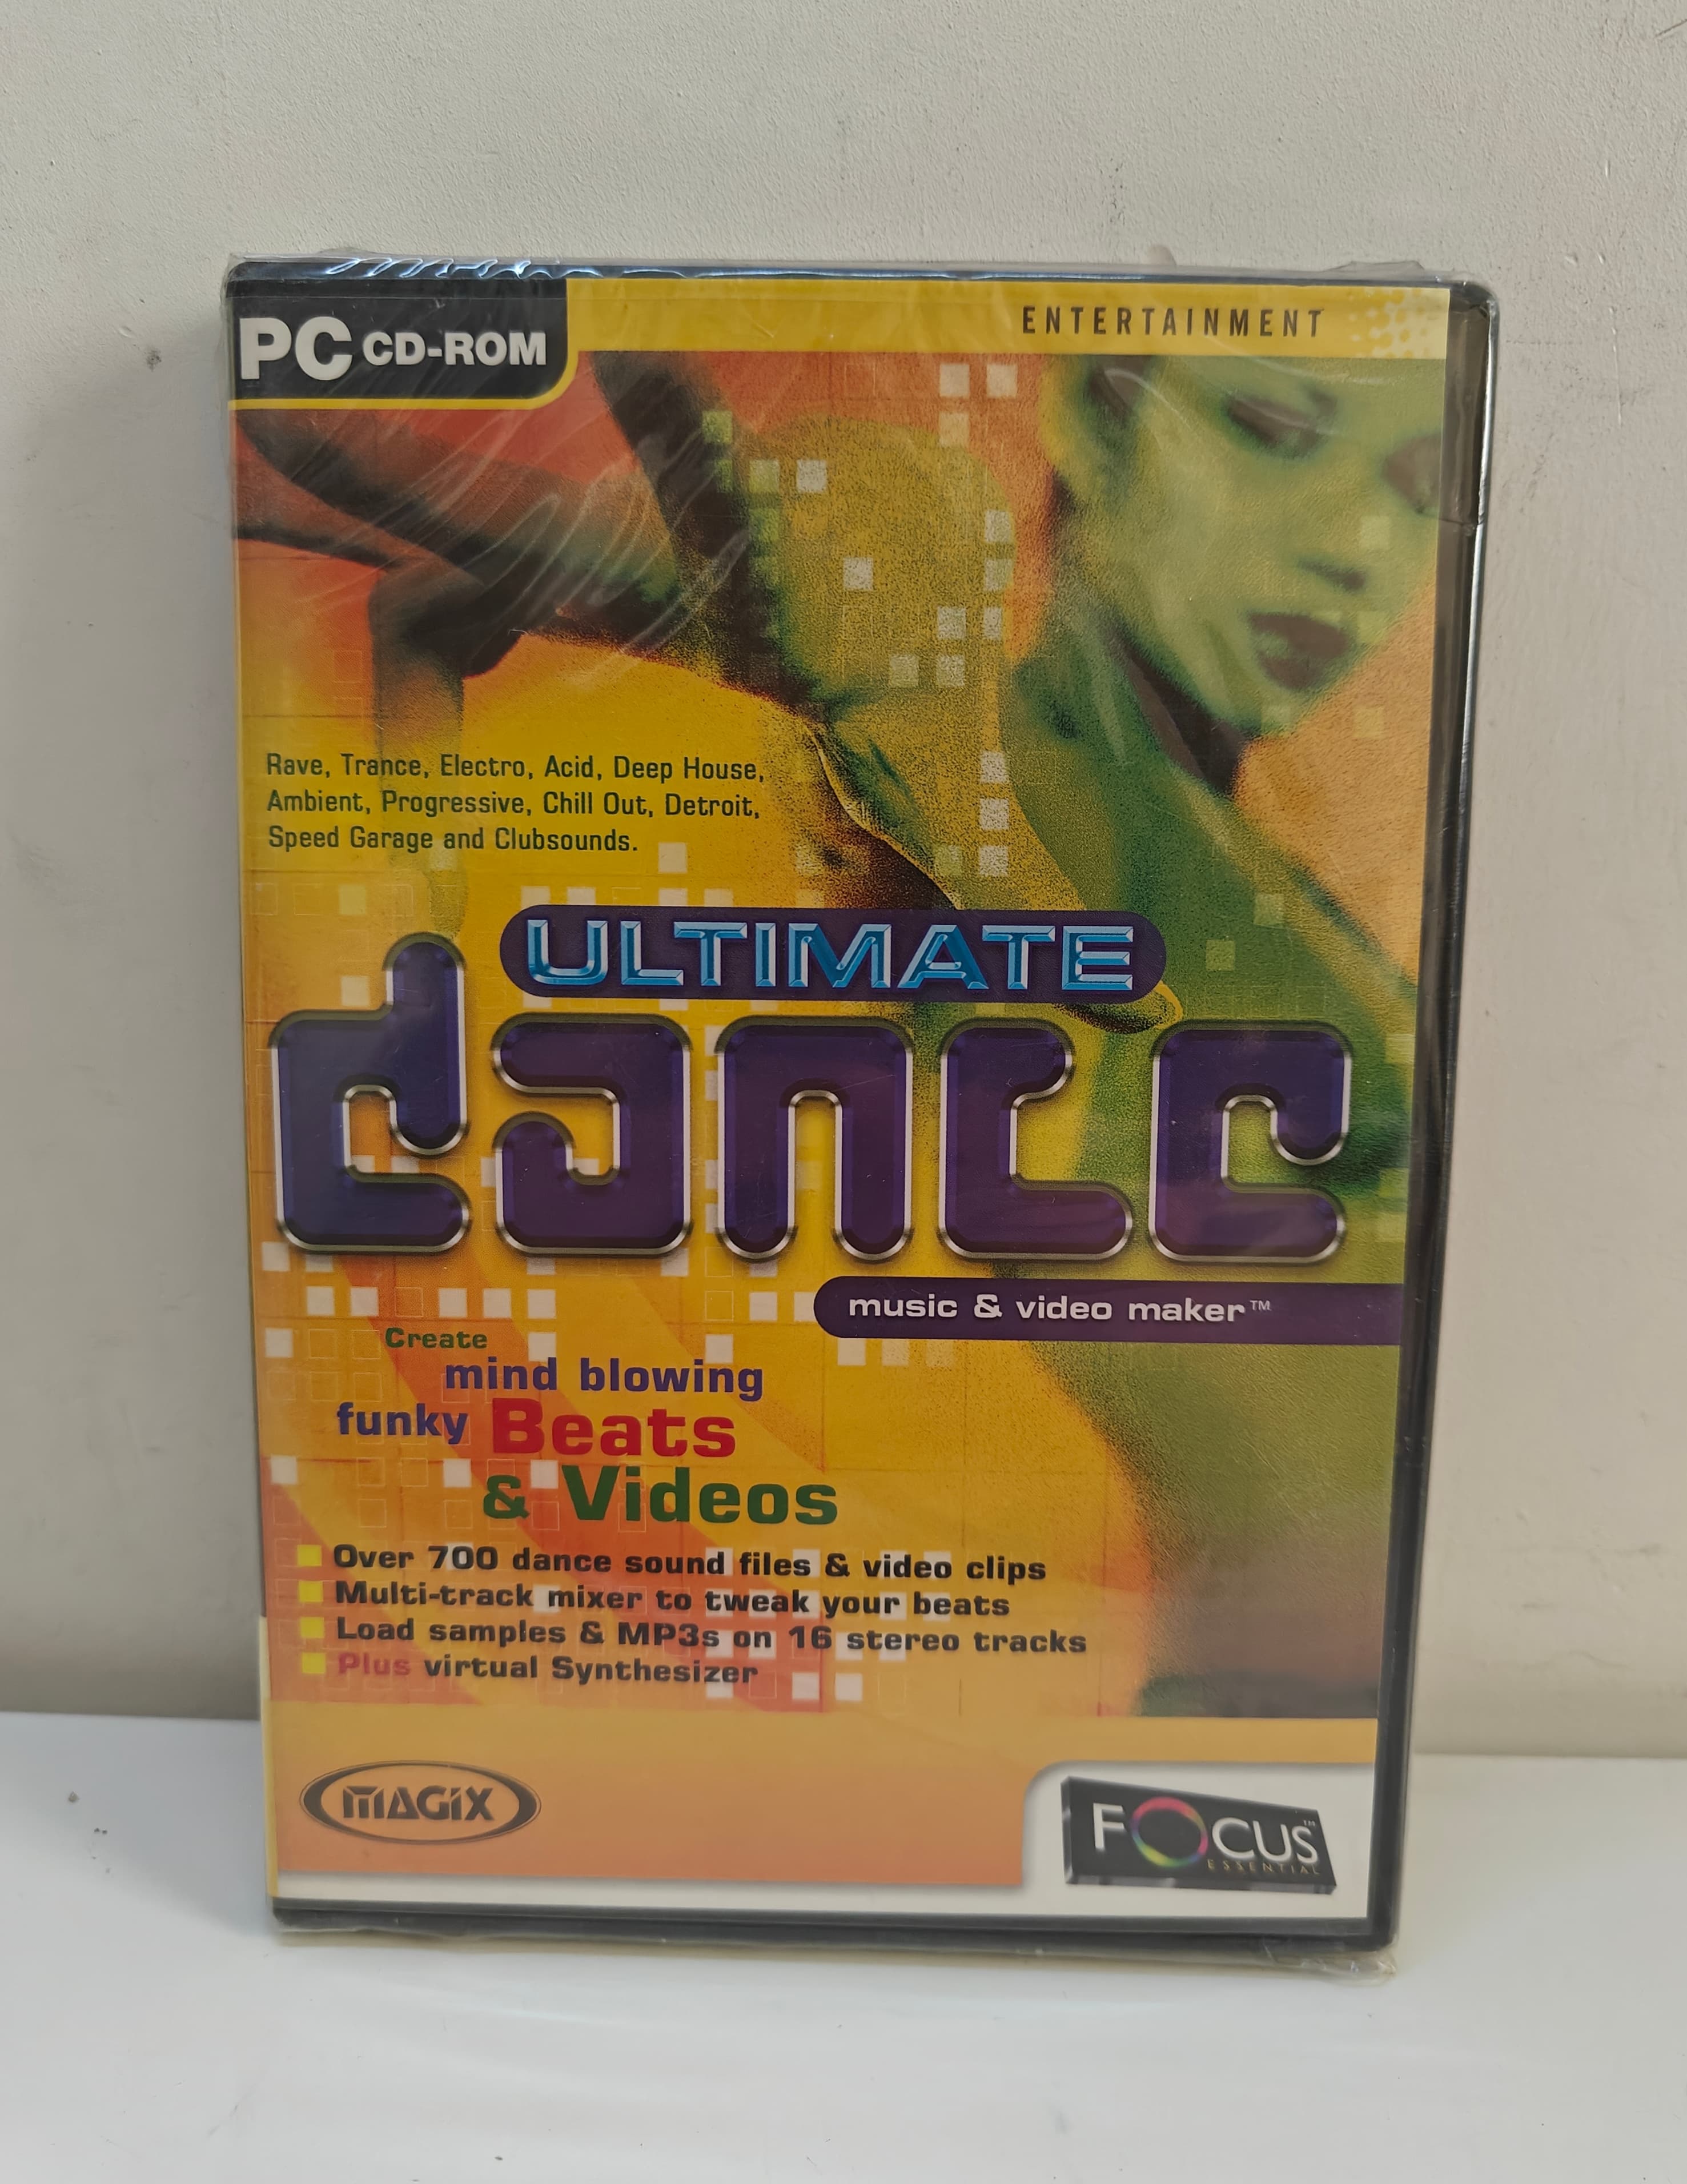 PC CD-ROM
ENTERTAINMENT
Rave, Trance, Electro, Acid, Deep House,
Ambient, Progressive, Chill Out, Detroit,
Speed Garage and Clubsounds.
ULTIMATE
dance
music & video maker™
Create
mind blowing
funky Beats
& Videos
Over 700 dance sound files & video clips
Multi-track mixer to tweak your beats
Load samples & MP3s on 16 stereo tracks
Plus virtual Synthesizer
MAGIX
FOCUS™
ESSENTIAL